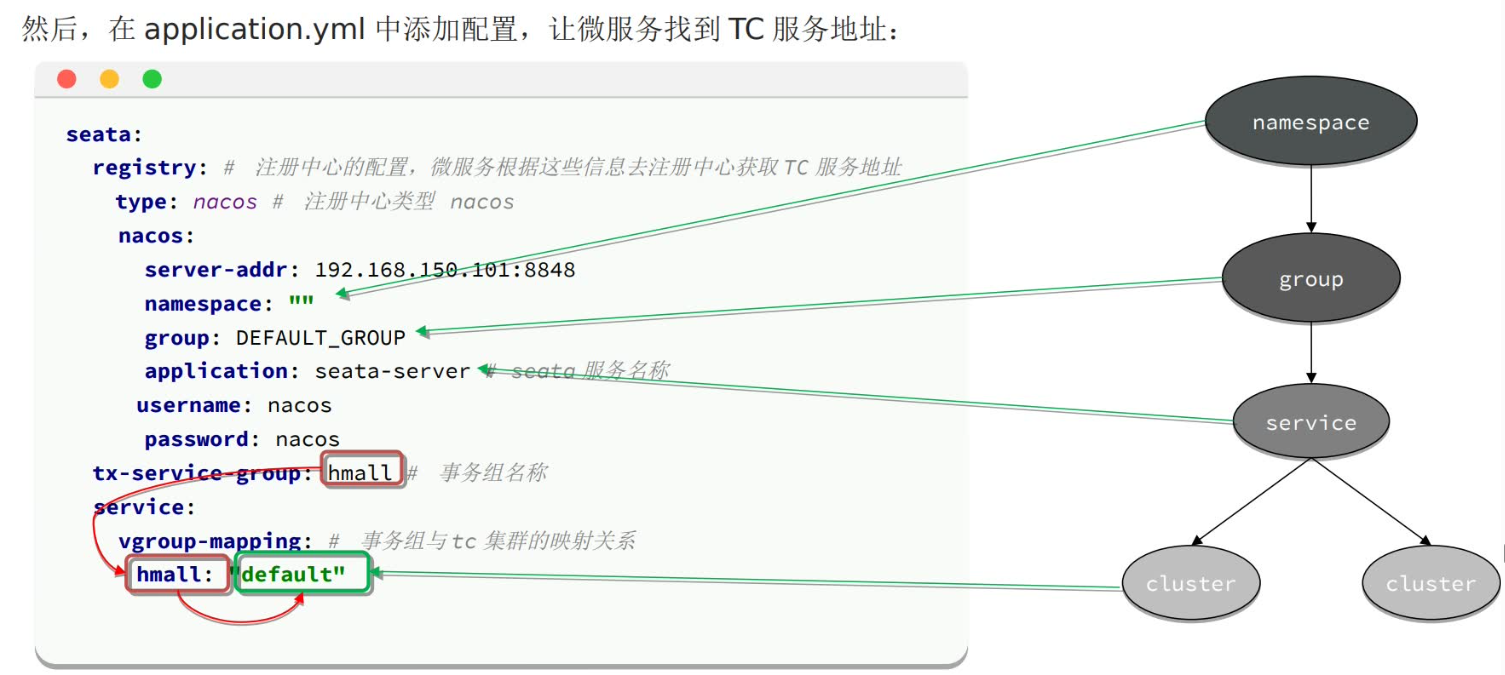 然后，在 application.yml 中添加配置，让微服务找到 TC 服务地址：
seata:
registry: # 注册中心的配置，微服务根据这些信息去注册中心获取 TC 服务地址
type: nacos # 注册中心类型 nacos
nacos:
server-addr: 192.168.150.101:8848
namespace: ""
group: DEFAULT_GROUP
application: seata-server # seata 服务名称
username: nacos
password: nacos
tx-service-group: hmall # 事务组名称
service:
vgroup-mapping: # 事务组与 tc 集群的映射关系
hmall: "default"
namespace
group
service
cluster
cluster